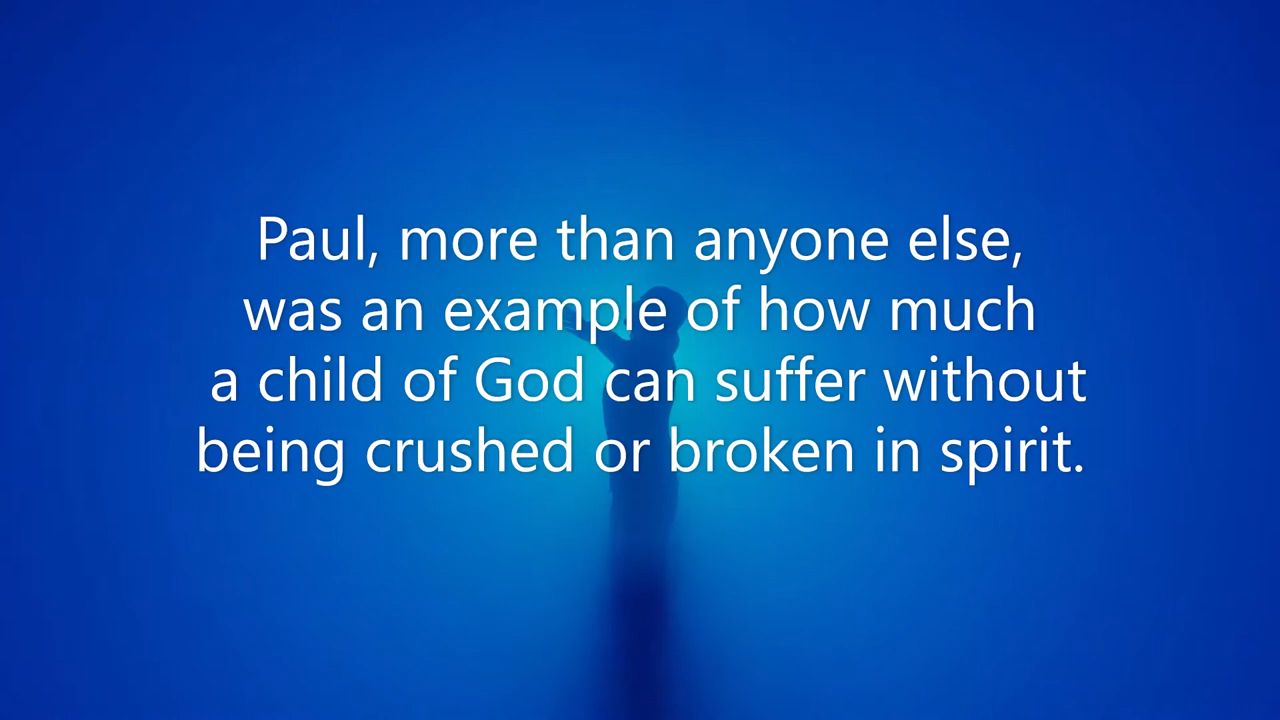 Paul, more than anyone else,
was an example of how much
a child of God can suffer without
being crushed or broken in spirit.